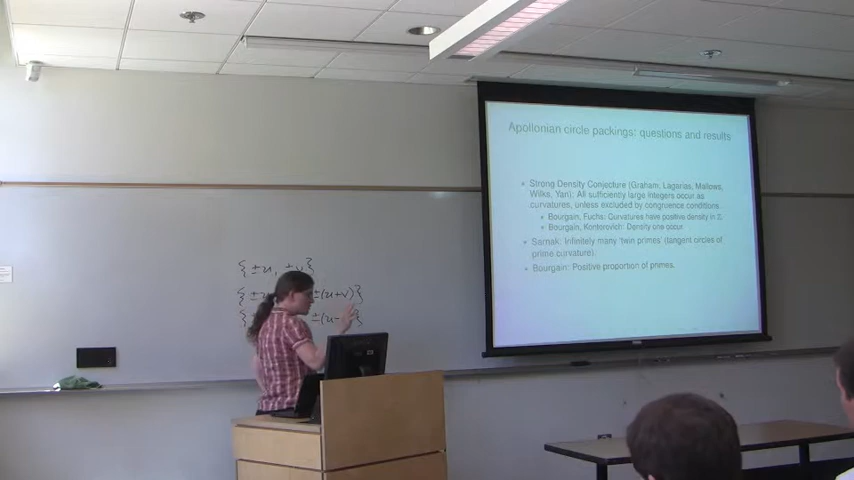 Apollonian circle packings: questions and results
Strong Density Conjecture (Graham, Lagarias, Mallows,
Wilks, Yan): All sufficiently large integers occur as
curvatures, unless excluded by congruence conditions.
Bourgain, Fuchs: Curvatures have positive density in ℤ.
Bourgain, Kontorovich: Density one occur
Sarnak: Infinitely many 'twin primes' (tangent circles of
prime curvature).
Bourgain: Positive proportion of primes.
{±u, ±v}
{±u ±(u+v)}
{ ±(u- }